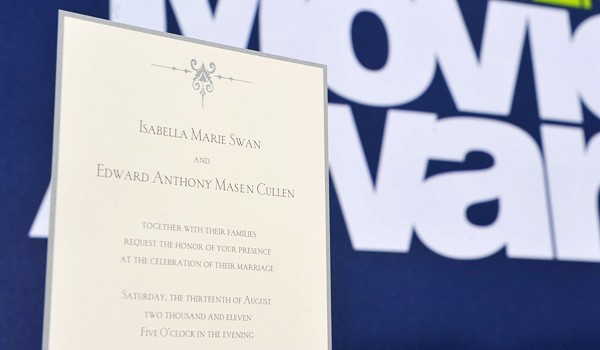 Isabella Marie Swan
and
Edward Anthony Masen Cullen
together with their families
request the honor of your presence
at the celebration of their marriage
Saturday, the thirteenth of August
two thousand and eleven
Five o'clock in the evening
Movie
Awar